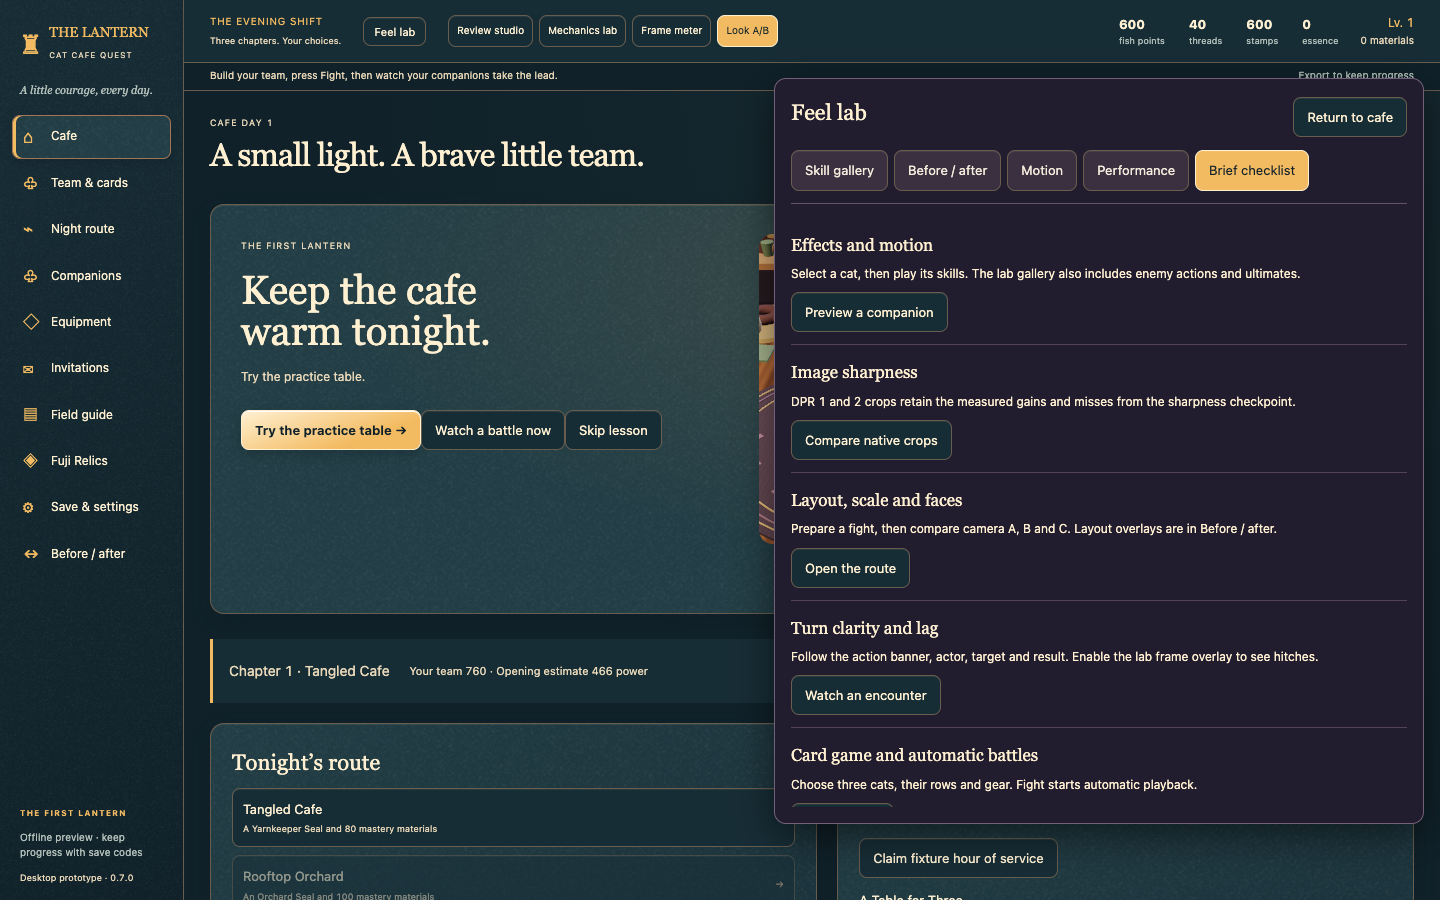 THE LANTERN
CAT CAFE QUEST
A little courage, every day.
Cafe
Team & cards
Night route
Companions
Equipment
Invitations
Field guide
Fuji Relics
Save & settings
Before / after
THE FIRST LANTERN
Offline preview · keep
progress with save codes
Desktop prototype · 0.7.0
THE EVENING SHIFT
Three chapters. Your choices.
Feel lab
Review studio
Mechanics lab
Frame meter
Look A/B
600
fish points
40
threads
600
stamps
0
essence
Lv. 1
0 materials
Build your team, press Fight, then watch your companions take the lead.
Export to keep progress
CAFE DAY 1
A small light. A brave little team.
THE FIRST LANTERN
Keep the cafe
warm tonight.
Try the practice table.
Try the practice table →
Watch a battle now
Skip lesson
Chapter 1 · Tangled Cafe
Your team 760 · Opening estimate 466 power
Tonight’s route
Tangled Cafe
A Yarnkeeper Seal and 80 mastery materials
Rooftop Orchard
An Orchard Seal and 100 mastery materials
→
Feel lab
Return to cafe
Skill gallery
Before / after
Motion
Performance
Brief checklist
Effects and motion
Select a cat, then play its skills. The lab gallery also includes enemy actions and ultimates.
Preview a companion
Image sharpness
DPR 1 and 2 crops retain the measured gains and misses from the sharpness checkpoint.
Compare native crops
Layout, scale and faces
Prepare a fight, then compare camera A, B and C. Layout overlays are in Before / after.
Open the route
Turn clarity and lag
Follow the action banner, actor, target and result. Enable the lab frame overlay to see hitches.
Watch an encounter
Card game and automatic battles
Choose three cats, their rows and gear. Fight starts automatic playback.
Claim fixture hour of service
A Table for Three